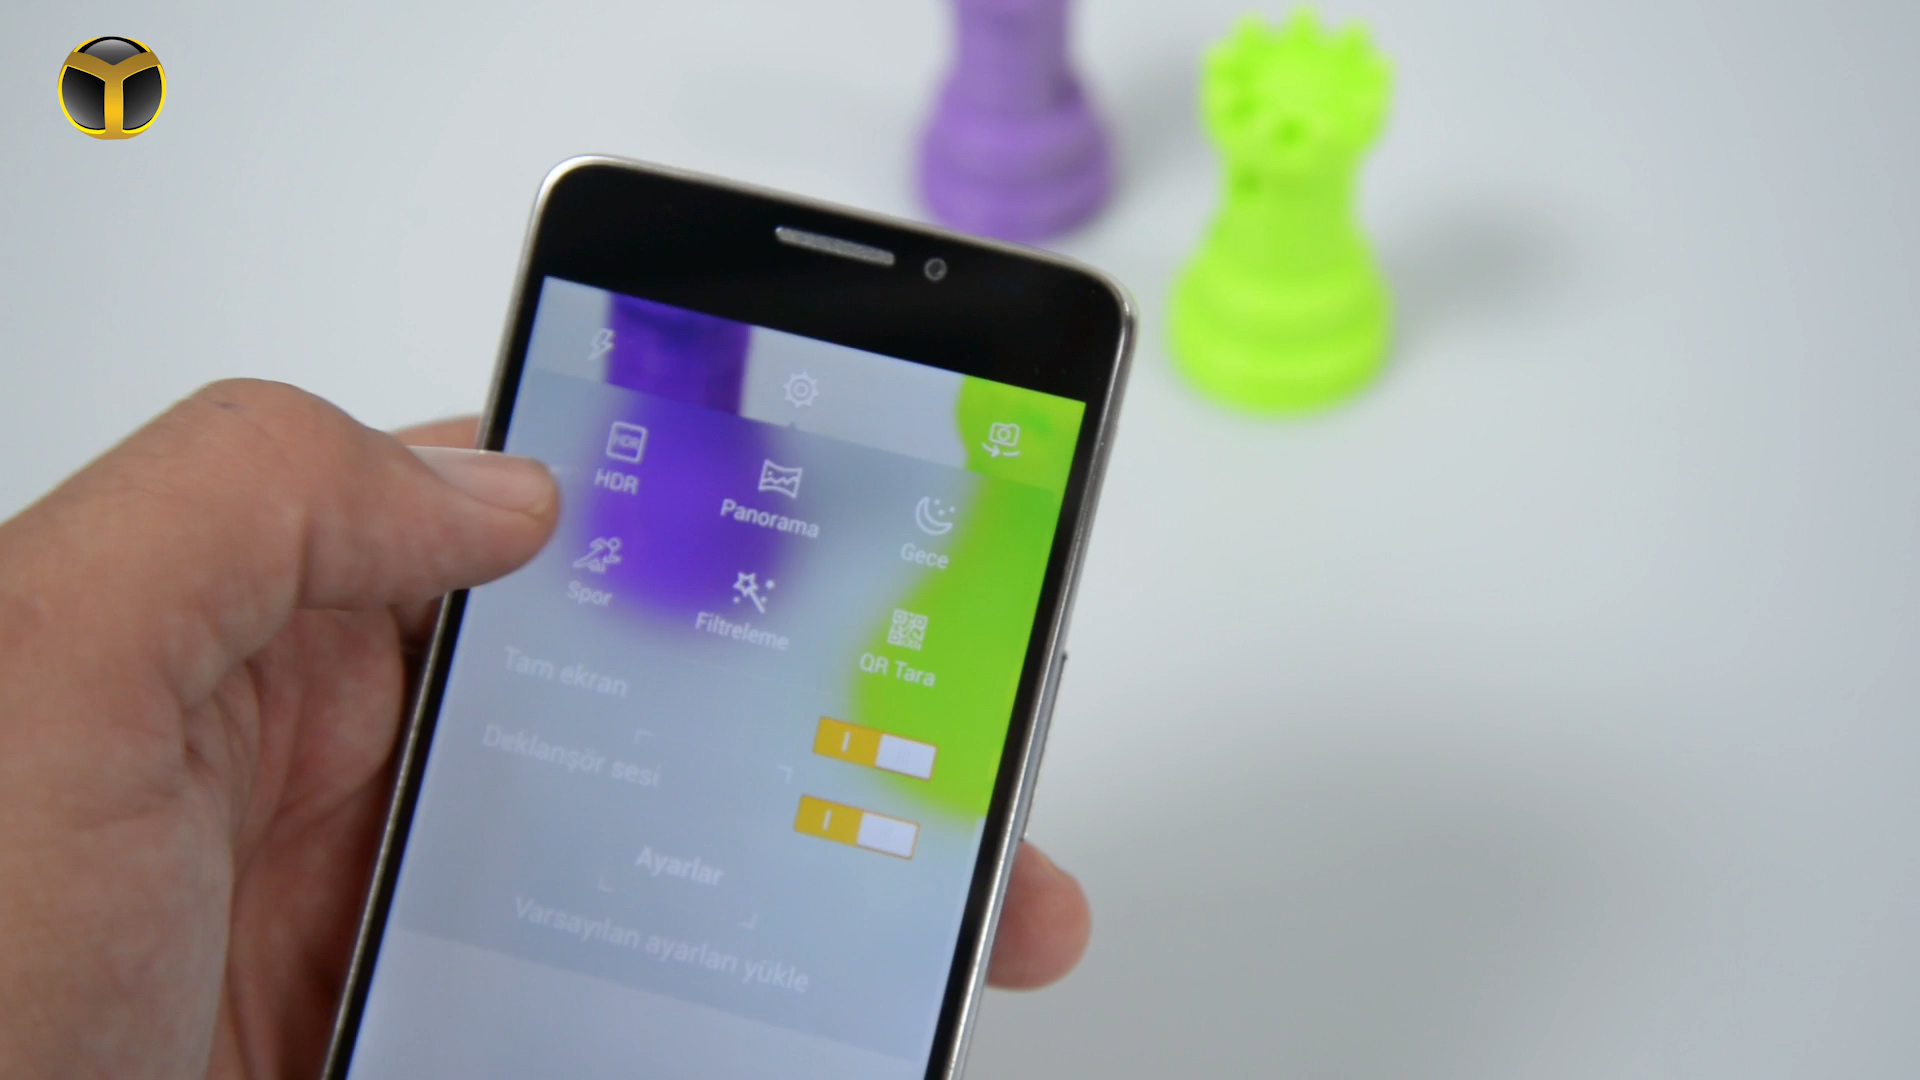 HDR
HDR
Panorama
Gece
Spor
Filtreleme
QR Tara
Tam ekran
Deklanşör sesi
Ayarlar
Varsayılan ayarları yükle